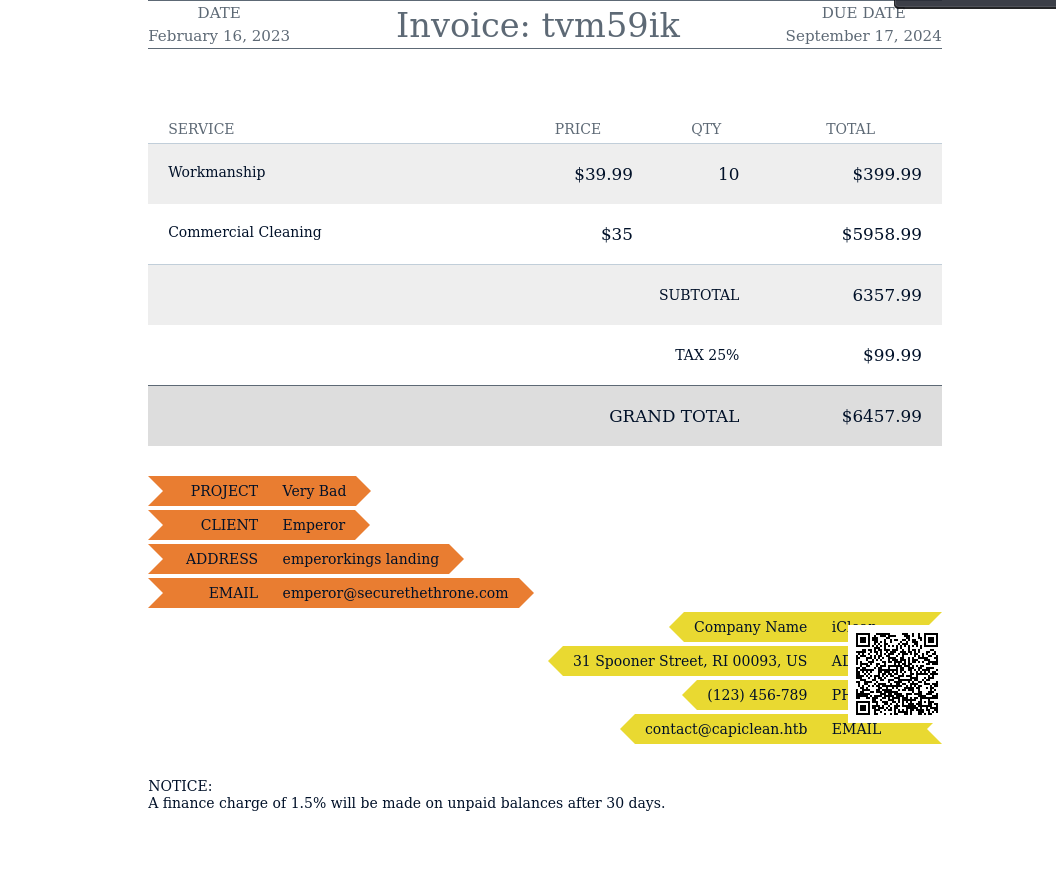 DATE
February 16, 2023
Invoice: tvm59ik
DUE DATE
September 17, 2024
SERVICE PRICE QTY TOTAL
Workmanship $39.99 10 $399.99
Commercial Cleaning $35 $5958.99
SUBTOTAL 6357.99
TAX 25% $99.99
GRAND TOTAL $6457.99
PROJECT Very Bad
CLIENT Emperor
ADDRESS emperorkings landing
EMAIL emperor@securethethrone.com
Company Name iClean
31 Spooner Street, RI 00093, US
(123) 456-789
contact@capiclean.htb EMAIL
NOTICE:
A finance charge of 1.5% will be made on unpaid balances after 30 days.